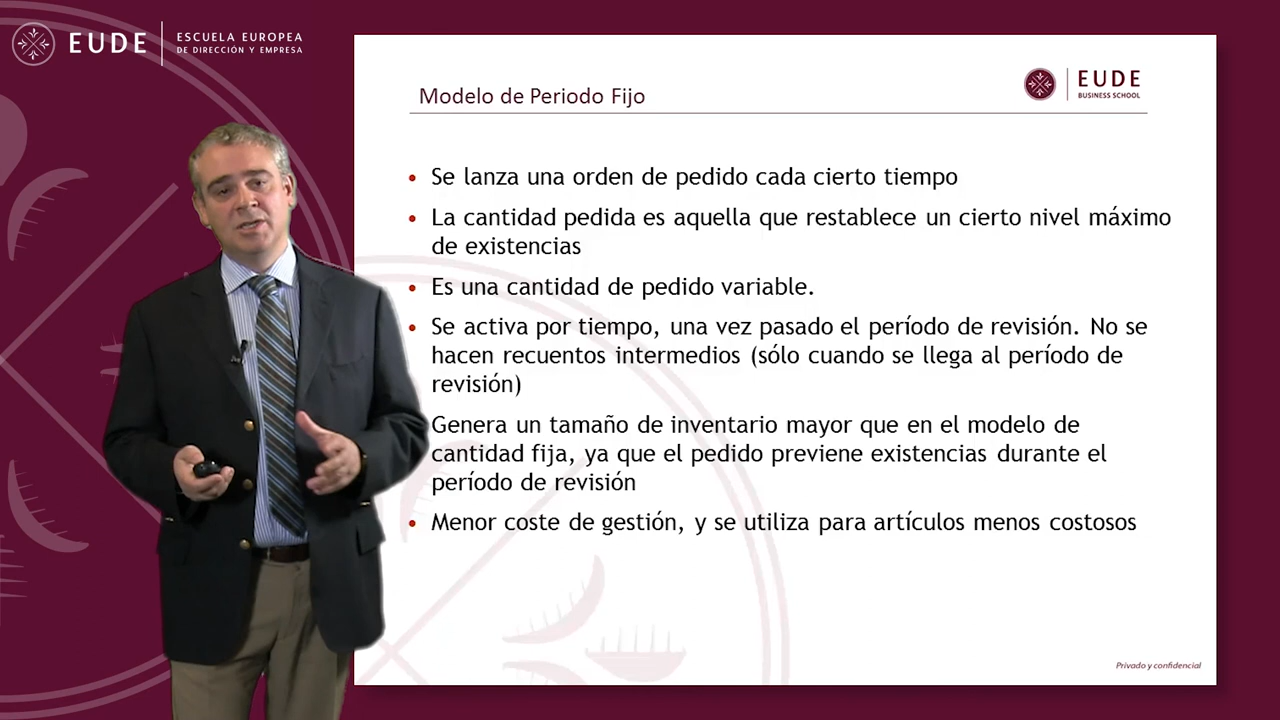 EUDE
ESCUELA EUROPEA
DE DIRECCIÓN Y EMPRESA
Modelo de Periodo Fijo
EUDE
BUSINESS SCHOOL
• Se lanza una orden de pedido cada cierto tiempo
• La cantidad pedida es aquella que restablece un cierto nivel máximo
de existencias
• Es una cantidad de pedido variable.
• Se activa por tiempo, una vez pasado el período de revisión. No se
hacen recuentos intermedios (sólo cuando se llega al período de
revisión)
Genera un tamaño de inventario mayor que en el modelo de
cantidad fija, ya que el pedido previene existencias durante el
período de revisión
• Menor coste de gestión, y se utiliza para artículos menos costosos
Privado y confidencial